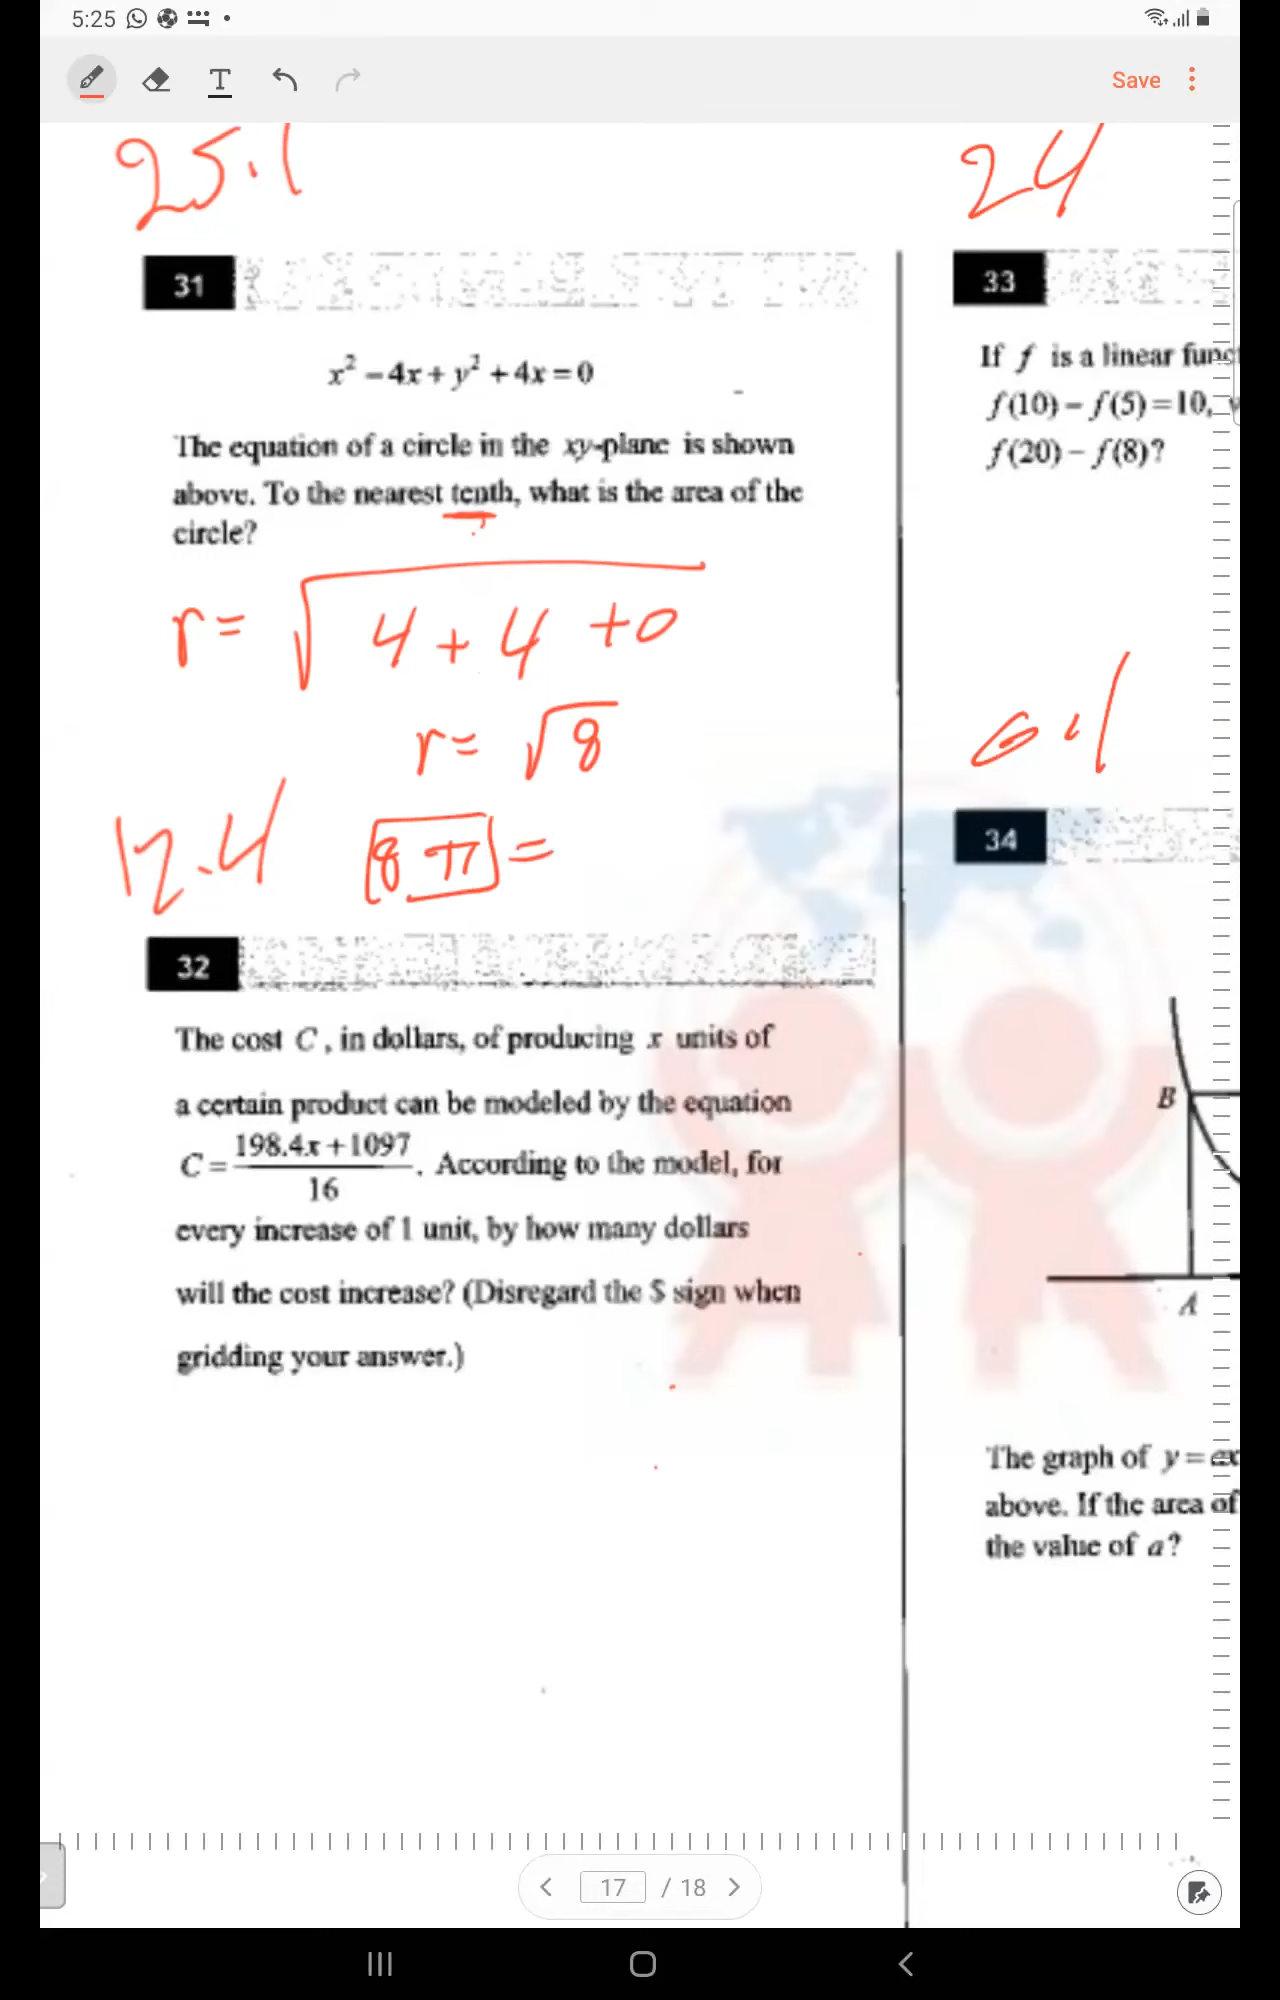 5:25
Save
25.1
31
x² – 4x + y² + 4x = 0
The equation of a circle in the xy-plane is shown
above. To the nearest tenth, what is the area of the
circle?
r = √4 + 4 + 0
r = √8
12.4
8 π =
32
The cost C, in dollars, of producing x units of
a certain product can be modeled by the equation
C = (198.4x + 1097)/16. According to the model, for
every increase of 1 unit, by how many dollars
will the cost increase? (Disregard the $ sign when
gridding your answer.)
24
33
If f is a linear func
f(10) – f(5) = 10,
f(20) – f(8)?
34
B
A
The graph of y =
above. If the area of
the value of a?
17 / 18